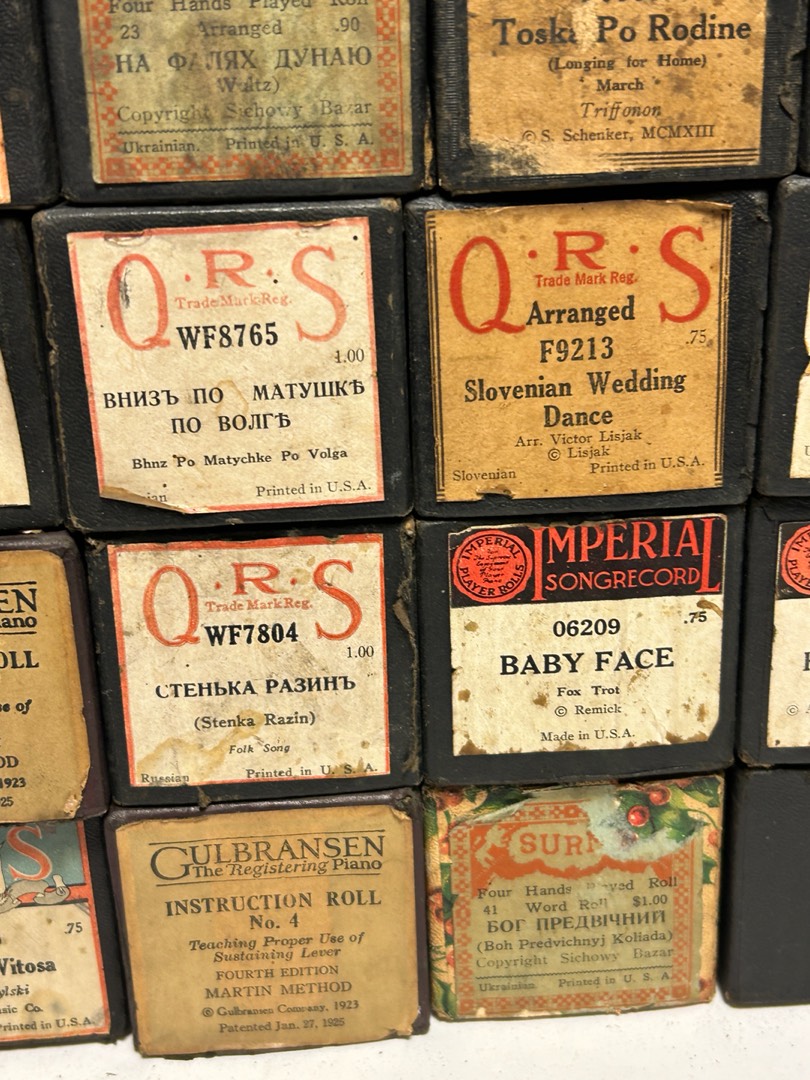 Four Hands Played Roll
23 Arranged .90
НА ФАЛЯХ ДУНАЮ
(Waltz)
Copyright Sichowy Bazar
Ukrainian. Printed in U. S. A.
Toska Po Rodine
(Longing for Home)
March
Triffonon
© S. Schenker, MCMXIII
Q·R·S
Trade Mark Reg.
WF8765
1.00
ВНИЗЪ ПО МАТУШКѢ
ПО ВОЛГѢ
Bhnz Po Matychke Po Volga
Printed in U.S.A.
Q·R·S
Trade Mark Reg.
Arranged
F9213
.75
Slovenian Wedding
Dance
Arr. Victor Lisjak
© Lisjak
Slovenian Printed in U.S.A.
Q·R·S
Trade Mark Reg.
WF7804
1.00
СТЕНЬКА РАЗИНЪ
(Stenka Razin)
Folk Song
Russian Printed in U. S. A.
IMPERIAL
PLAYER ROLLS
IMPERIAL
SONGRECORD
06209 .75
BABY FACE
Fox Trot
© Remick
Made in U.S.A.
GULBRANSEN
The Registering Piano
INSTRUCTION ROLL
No. 4
Teaching Proper Use of
Sustaining Lever
FOURTH EDITION
MARTIN METHOD
© Gulbransen Company, 1923
Patented Jan. 27, 1925
Four Hands Played Roll
41 Word Roll $1.00
БОГ ПРЕДВІЧНИЙ
(Boh Predvichnyj Koliada)
Copyright Sichowy Bazar
Ukrainian Printed in U. S. A.
S
.75
Witosa
Printed in U.S.A.